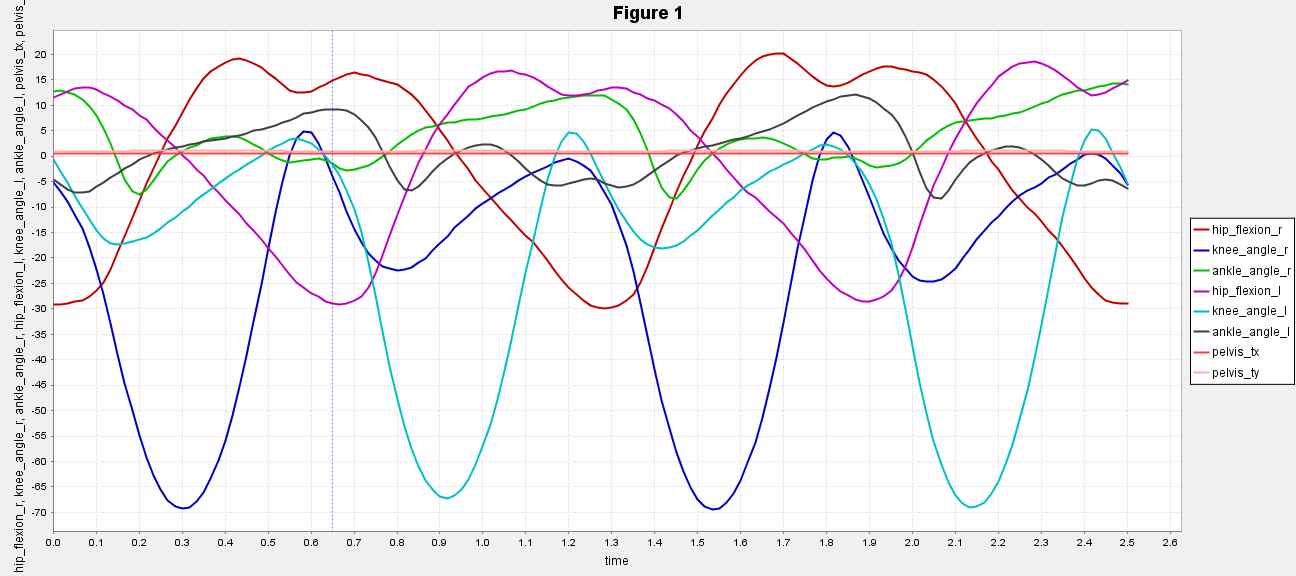 Figure 1
hip_flexion_r, knee_angle_r, ankle_angle_r, hip_flexion_l, knee_angle_l, ankle_angle_l, pelvis_tx, pelvis_
20
15
10
5
0
-5
-10
-15
-20
-25
-30
-35
-40
-45
-50
-55
-60
-65
-70
0.0 0.1 0.2 0.3 0.4 0.5 0.6 0.7 0.8 0.9 1.0 1.1 1.2 1.3 1.4 1.5 1.6 1.7 1.8 1.9 2.0 2.1 2.2 2.3 2.4 2.5 2.6
time
hip_flexion_r
knee_angle_r
ankle_angle_r
hip_flexion_l
knee_angle_l
ankle_angle_l
pelvis_tx
pelvis_ty